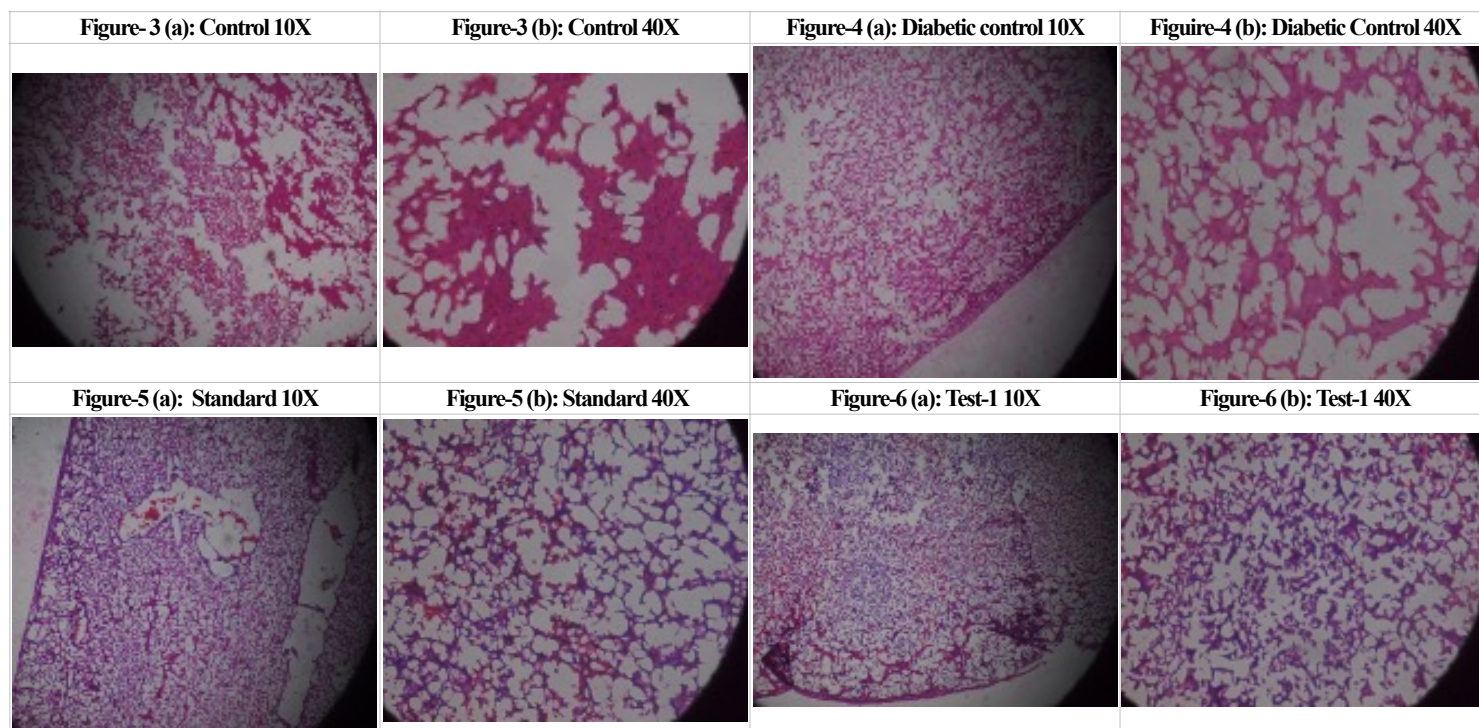 Figure- 3 (a): Control 10X
Figure-3 (b): Control 40X
Figure-4 (a): Diabetic control 10X
Figuire-4 (b): Diabetic Control 40X
Figure-5 (a): Standard 10X
Figure-5 (b): Standard 40X
Figure-6 (a): Test-1 10X
Figure-6 (b): Test-1 40X